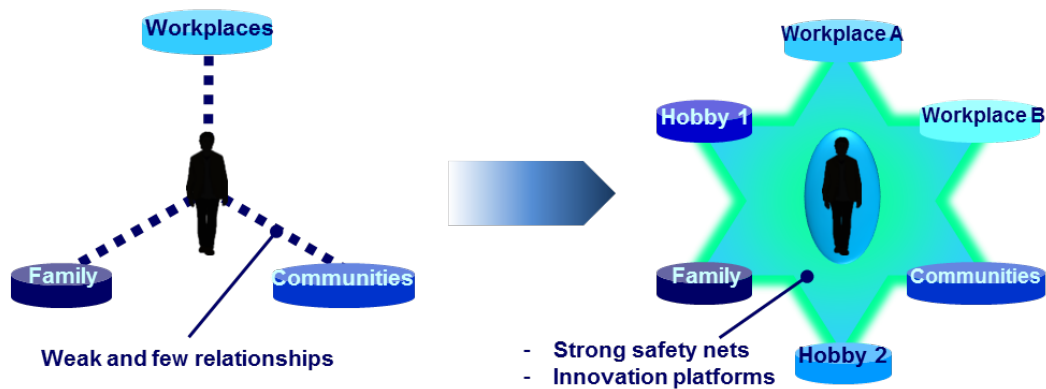 Workplaces
Family
Communities
Weak and few relationships
Workplace A
Hobby 1
Workplace B
Family
Communities
Hobby 2
- Strong safety nets
- Innovation platforms